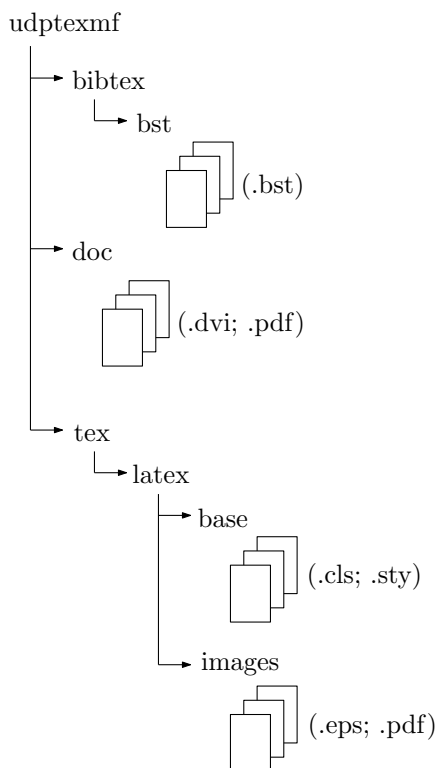 udptexmf
bibtex
bst
(.bst)
doc
(.dvi; .pdf)
tex
latex
base
(.cls; .sty)
images
(.eps; .pdf)